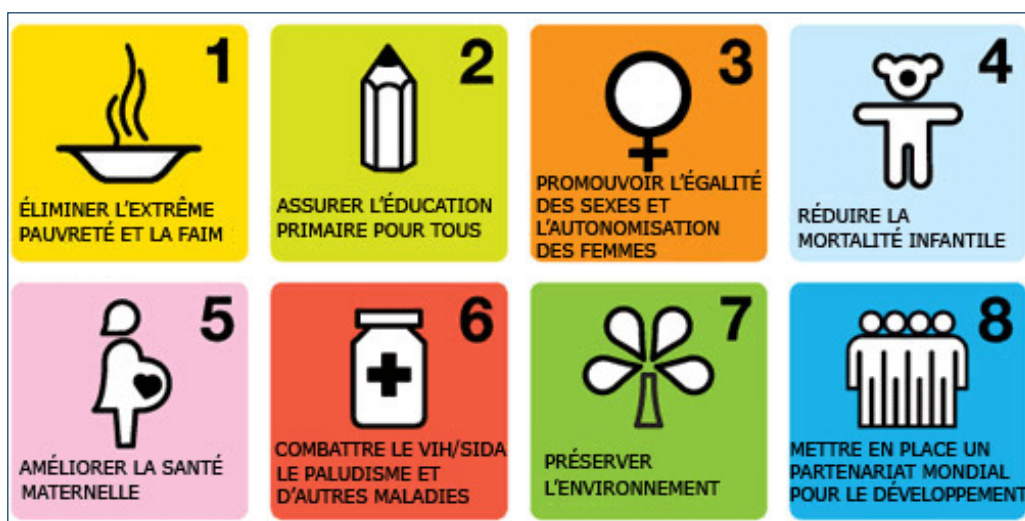 1
ÉLIMINER L'EXTRÊME
PAUVRETÉ ET LA FAIM
2
ASSURER L'ÉDUCATION
PRIMAIRE POUR TOUS
3
PROMOUVOIR L'ÉGALITÉ
DES SEXES ET
L'AUTONOMISATION
DES FEMMES
4
RÉDUIRE LA
MORTALITÉ INFANTILE
5
AMÉLIORER LA SANTÉ
MATERNELLE
6
COMBATTRE LE VIH/SIDA
LE PALUDISME ET
D'AUTRES MALADIES
7
PRÉSERVER
L'ENVIRONNEMENT
8
METTRE EN PLACE UN
PARTENARIAT MONDIAL
POUR LE DÉVELOPPEMENT